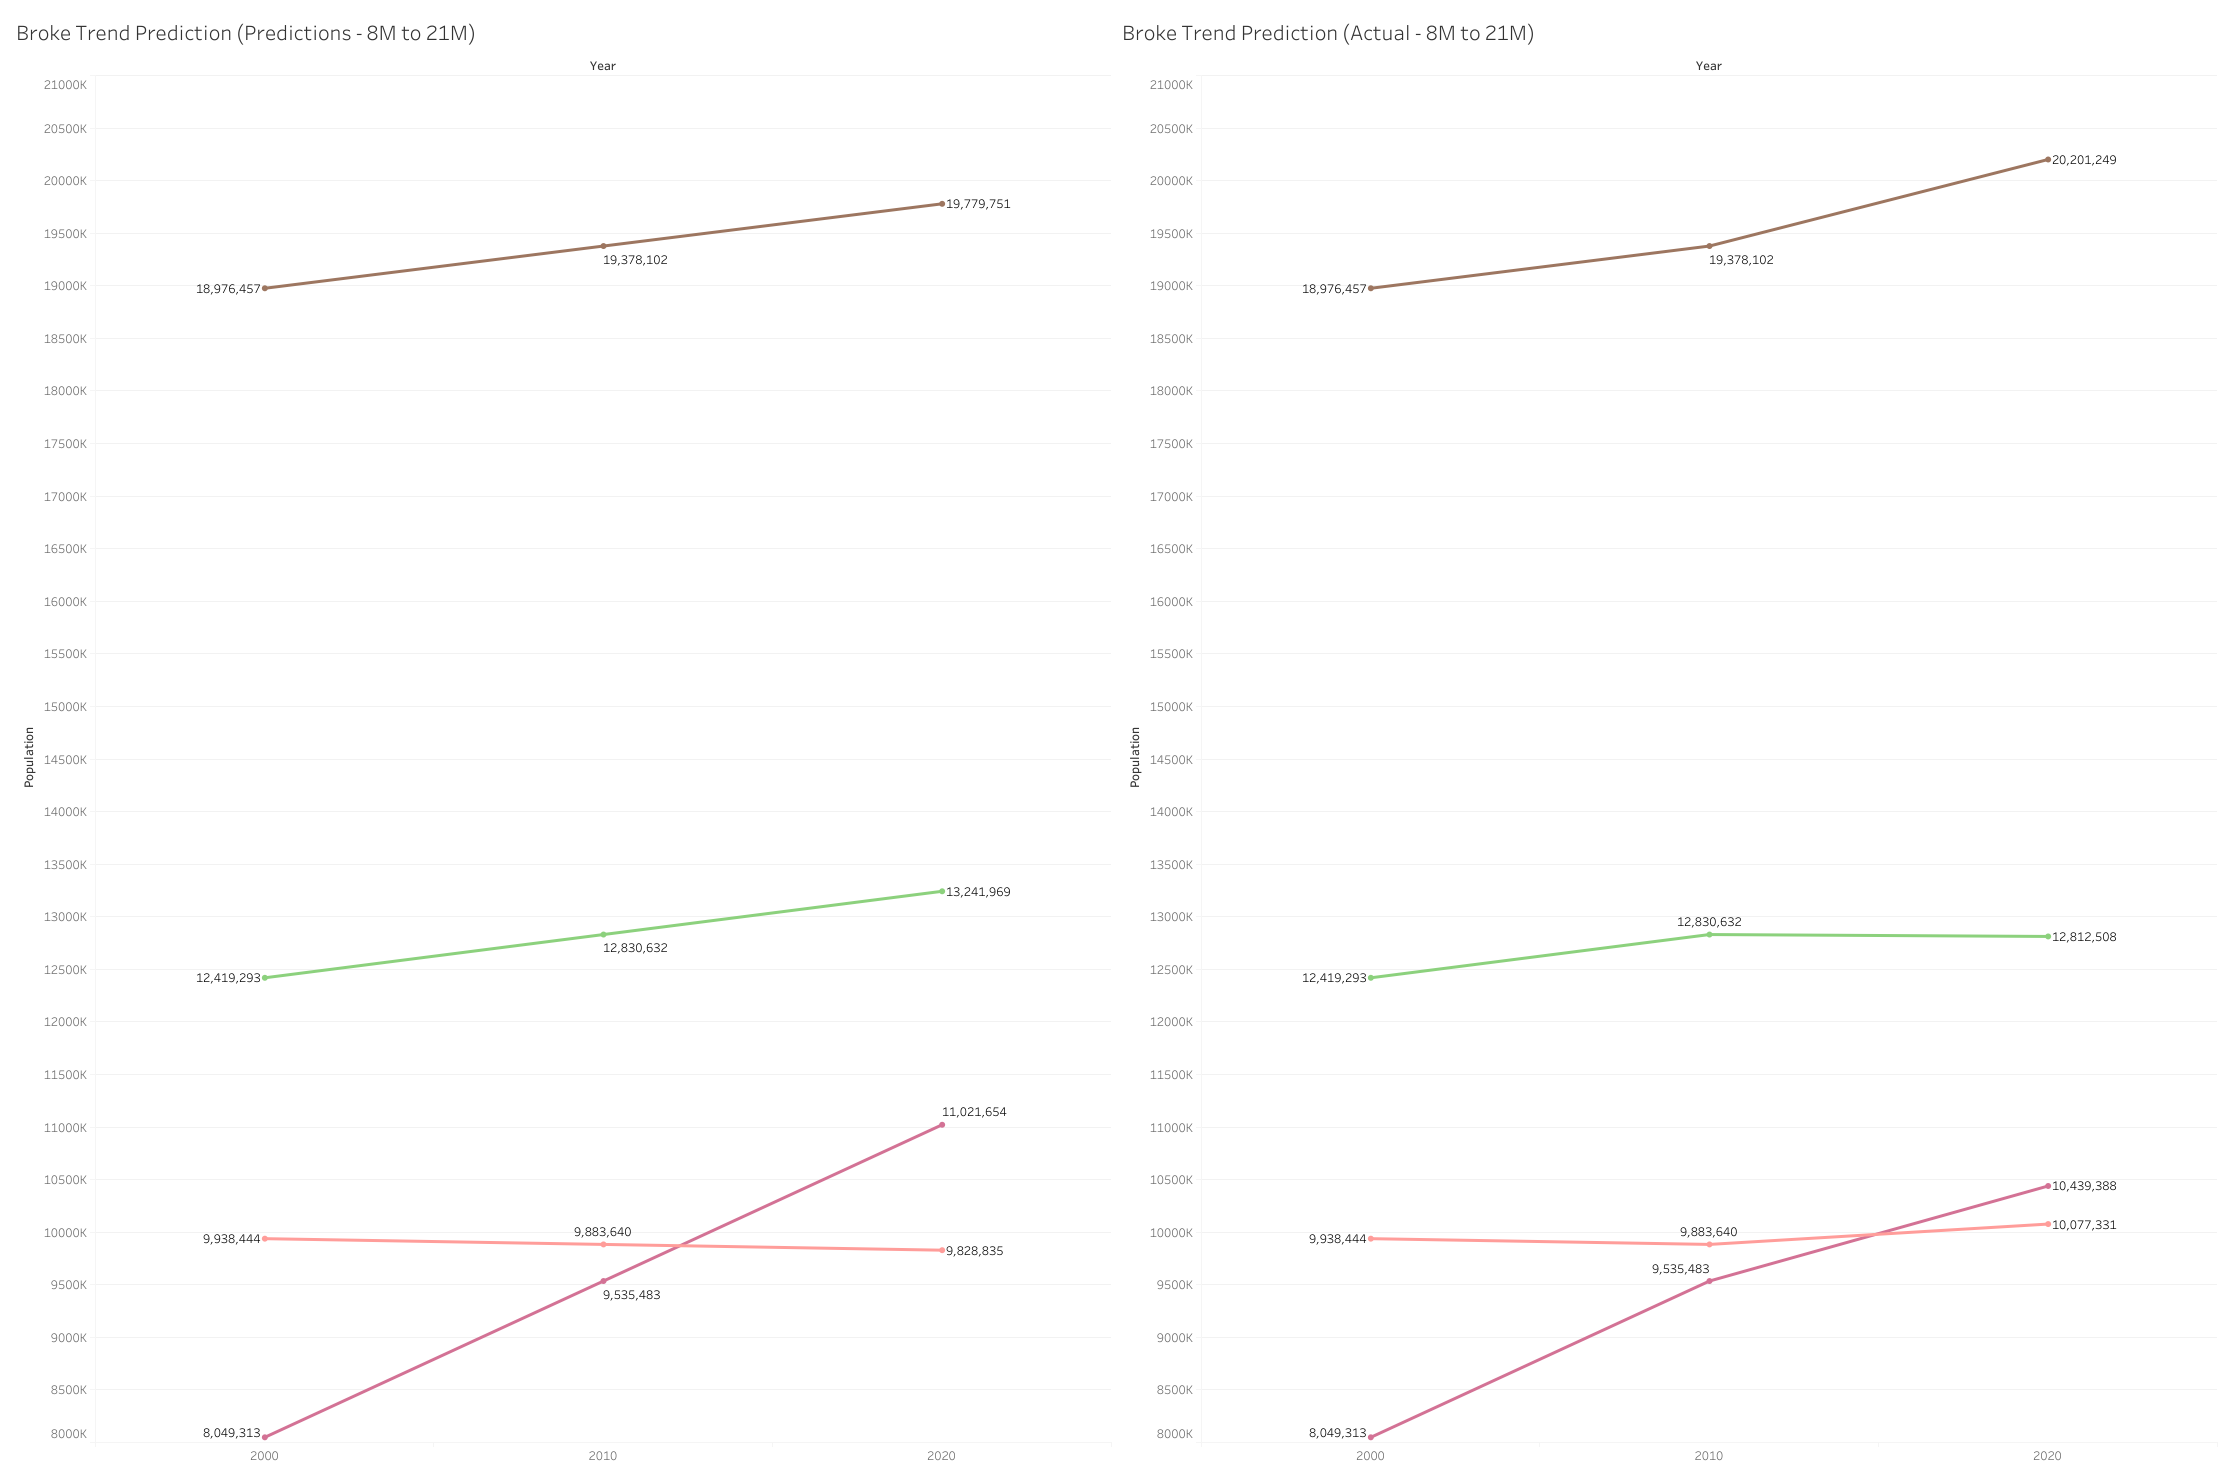 Broke Trend Prediction (Predictions - 8M to 21M)
Year
21000K
20500K
20000K
19500K
19000K
18500K
18000K
17500K
17000K
16500K
16000K
15500K
15000K
14500K
14000K
13500K
13000K
12500K
12000K
11500K
11000K
10500K
10000K
9500K
9000K
8500K
8000K
Population
18,976,457
19,378,102
19,779,751
12,419,293
12,830,632
13,241,969
11,021,654
9,938,444
9,883,640
9,828,835
9,535,483
8,049,313
2000
2010
2020
Broke Trend Prediction (Actual - 8M to 21M)
Year
21000K
20500K
20000K
19500K
19000K
18500K
18000K
17500K
17000K
16500K
16000K
15500K
15000K
14500K
14000K
13500K
13000K
12500K
12000K
11500K
11000K
10500K
10000K
9500K
9000K
8500K
8000K
Population
18,976,457
19,378,102
20,201,249
12,419,293
12,830,632
12,812,508
10,439,388
9,938,444
9,883,640
10,077,331
9,535,483
8,049,313
2000
2010
2020